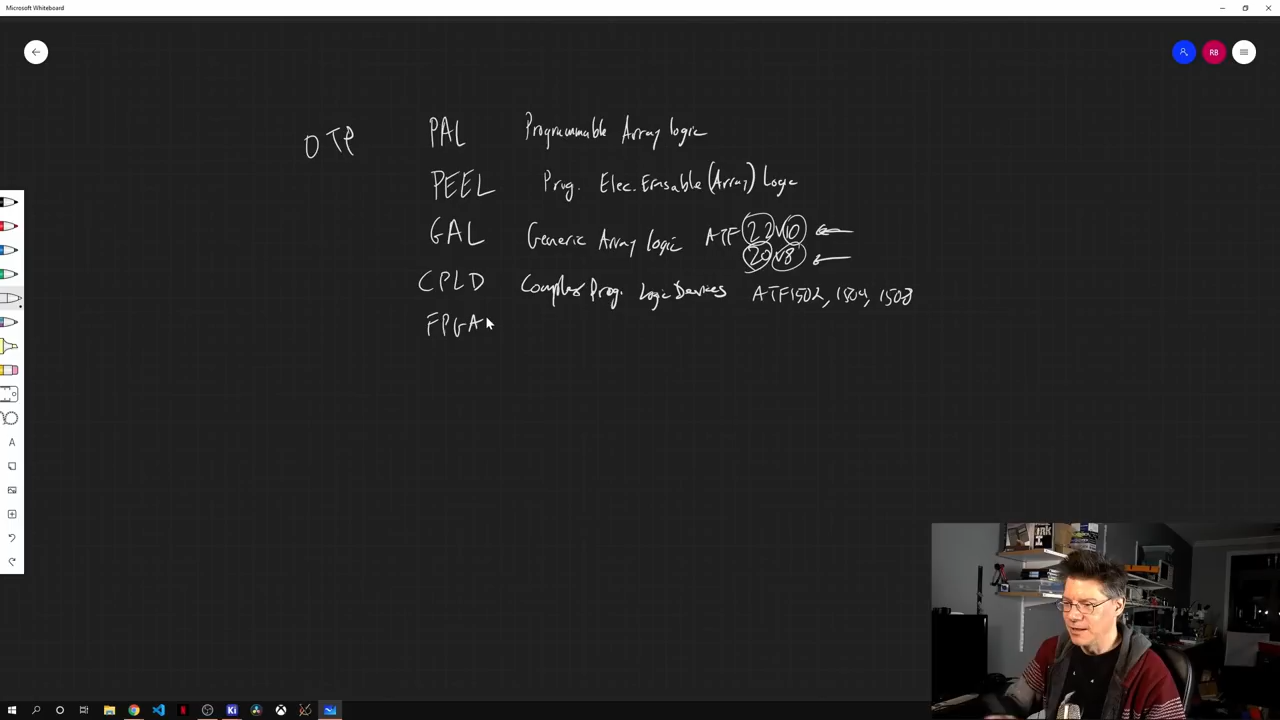 Microsoft Whiteboard
RB
OTP PAL Programmable Array Logic
PEEL Prog. Elec. Erasable (Array) Logic
GAL Generic Array Logic ATF 22V10
20V8
CPLD Complex Prog. Logic Devices ATF1502, 1504, 1508
FPGA
A
Ki